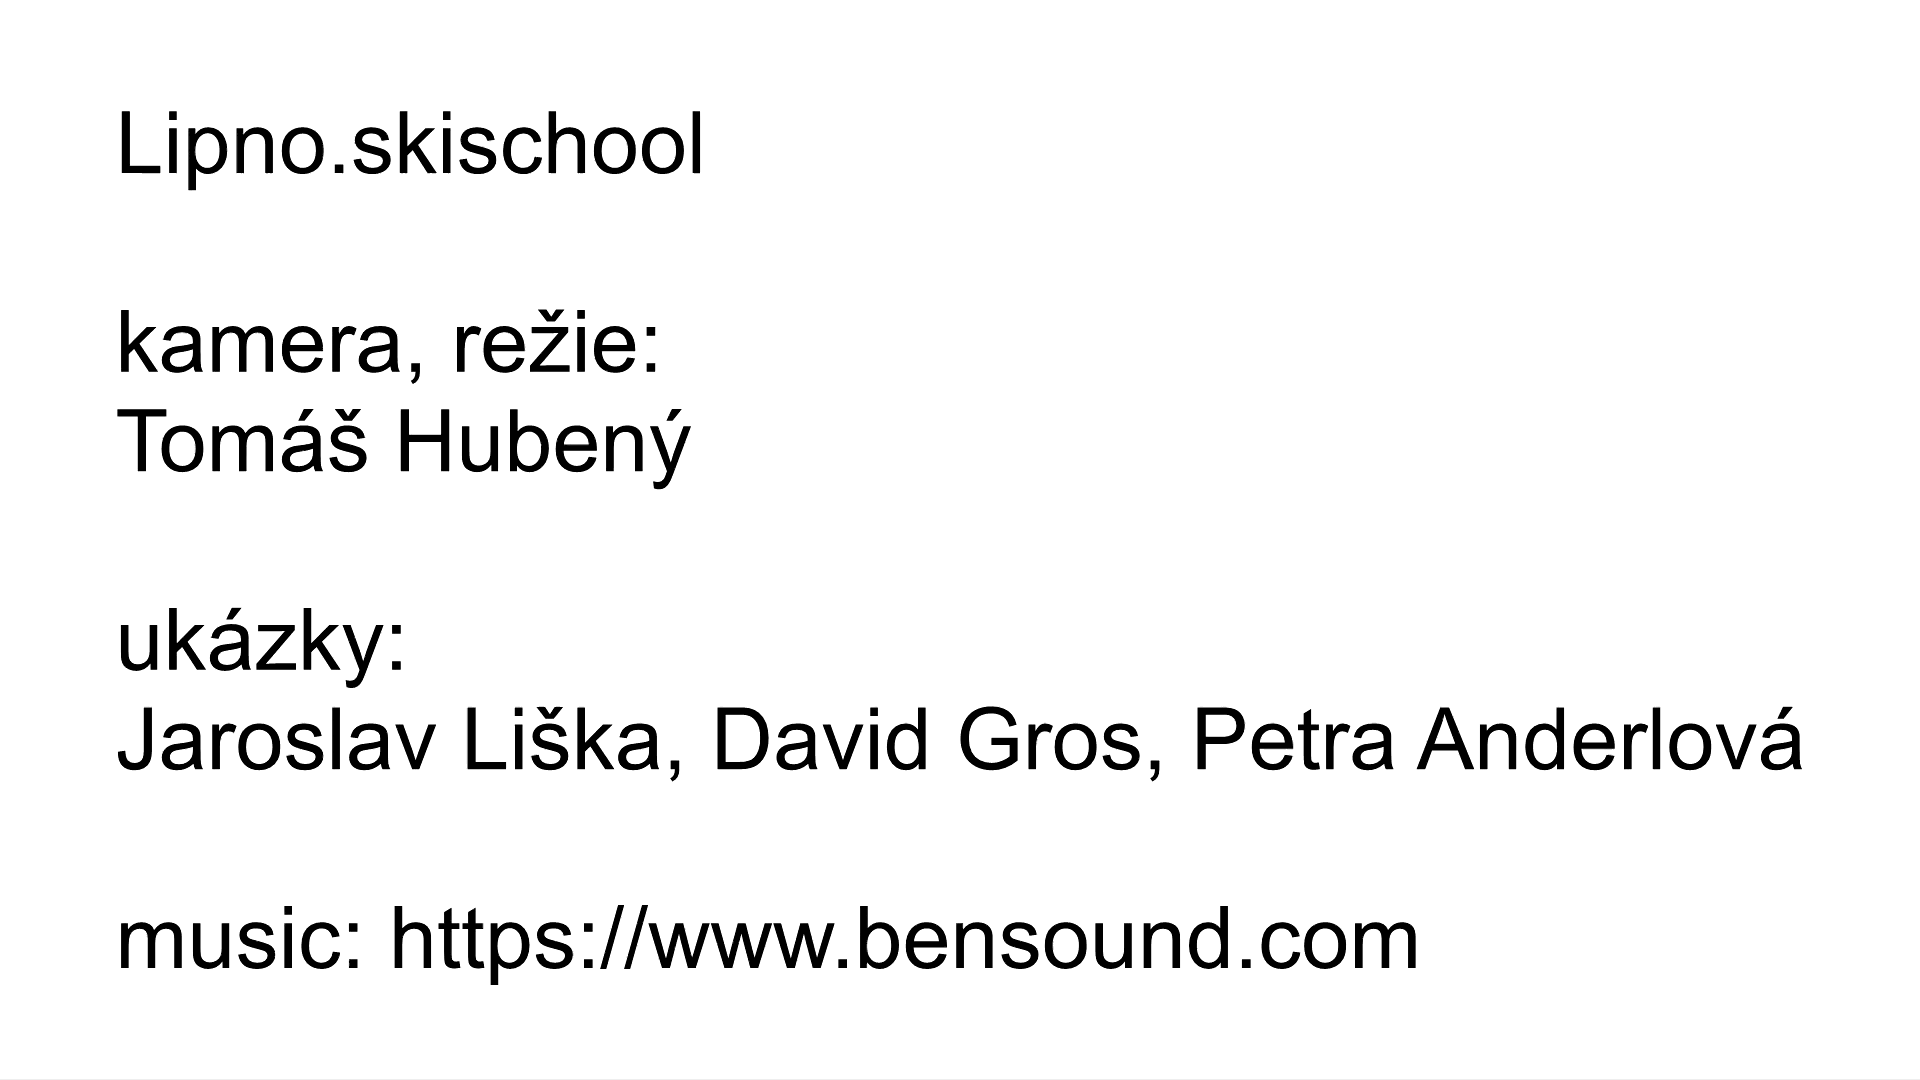 Lipno.skischool
kamera, režie:
Tomáš Hubený
ukázky:
Jaroslav Liška, David Gros, Petra Anderlová
music: https://www.bensound.com